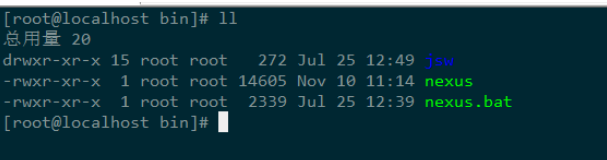 [root@localhost bin]# ll
总用量 20
drwxr-xr-x 15 root root   272 Jul 25 12:49 jsw
-rwxr-xr-x  1 root root 14605 Nov 10 11:14 nexus
-rwxr-xr-x  1 root root  2339 Jul 25 12:39 nexus.bat
[root@localhost bin]#